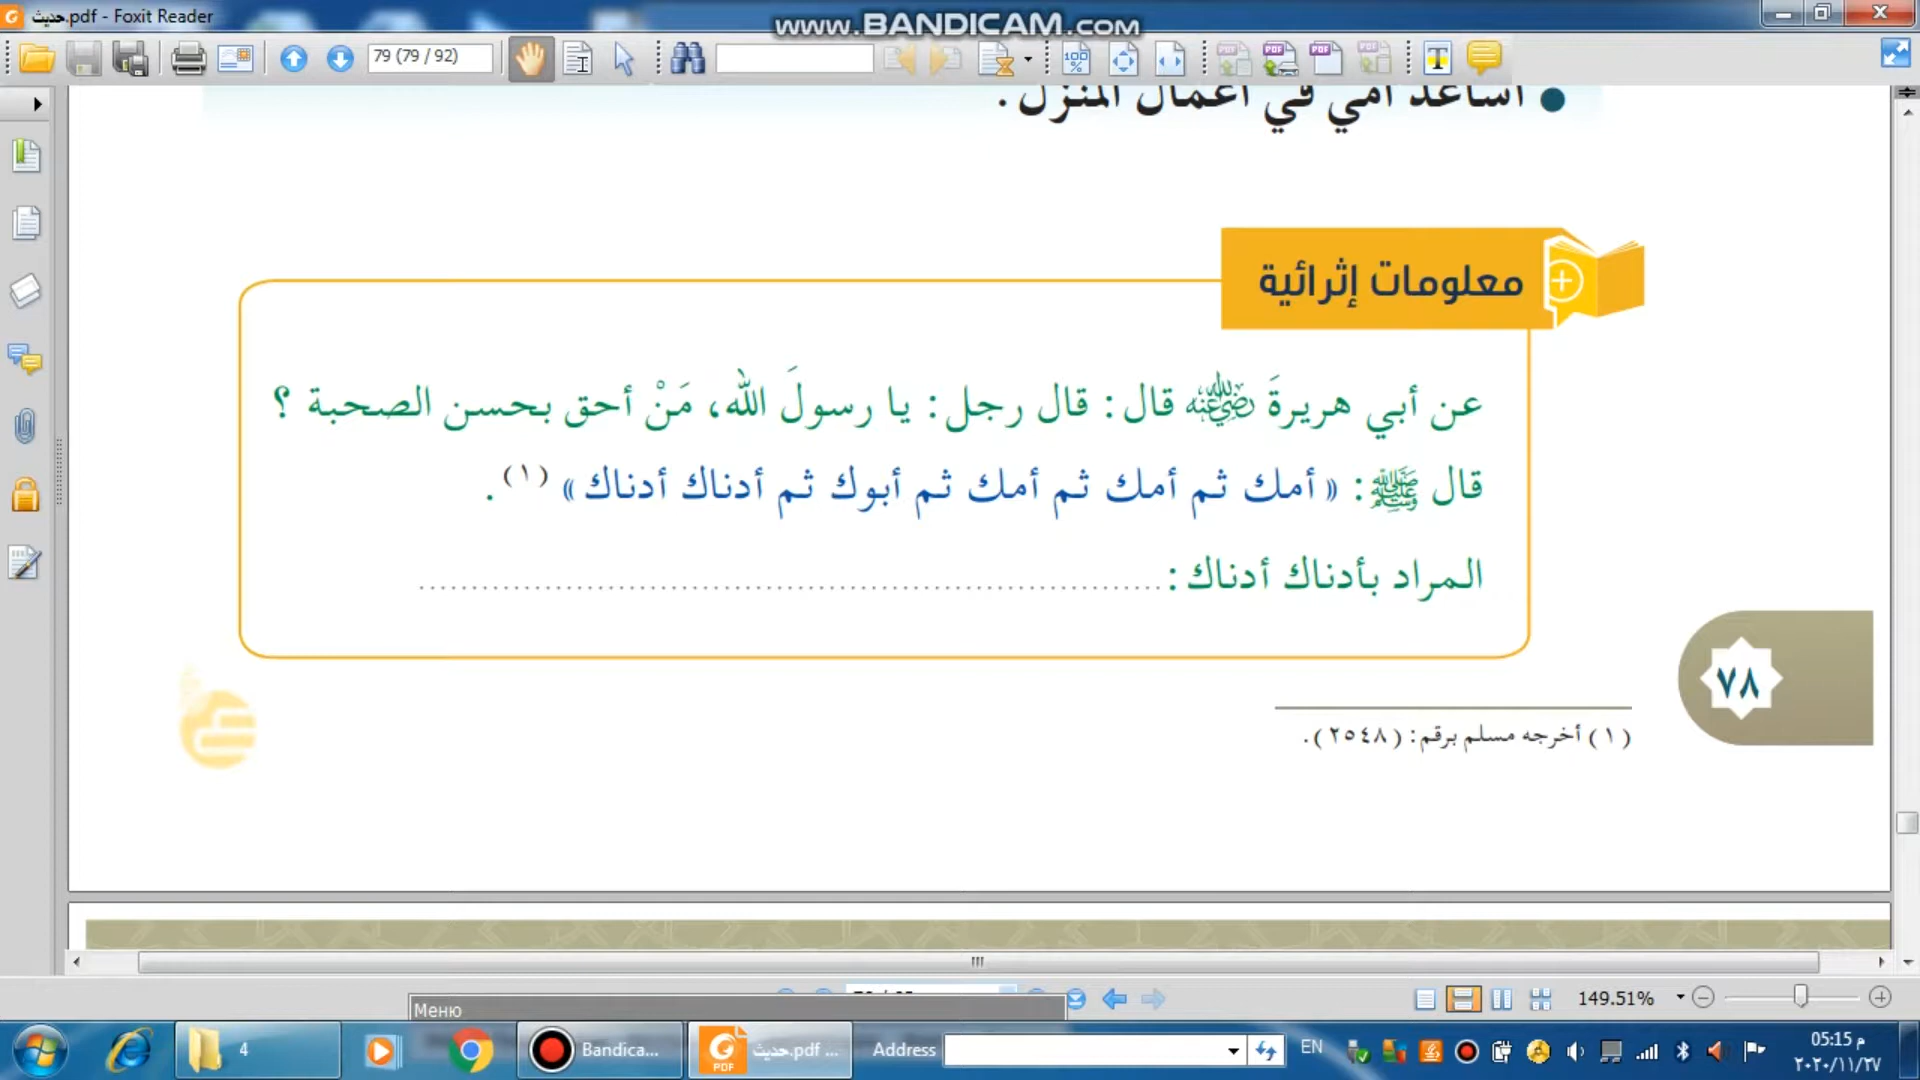 حديث.pdf - Foxit Reader
www.BANDICAM.com
79 (79 / 92)
أساعد أمي في أعمال المنزل .
معلومات إثرائية
عن أبي هريرةَ رضي الله عنه قال : قال رجل : يا رسولَ الله، مَنْ أحق بحسن الصحبة ؟
قال صلى الله عليه وسلم : « أمك ثم أمك ثم أمك ثم أبوك ثم أدناك أدناك » (١) .
المراد بأدناك أدناك : ........................................................................
٧٨
(١) أخرجه مسلم برقم : (٢٥٤٨).
149.51%
Меню
4
Bandica...
حديث.pdf ...
Address
EN
05:15 م
٢٠٢٠/١١/٢٧